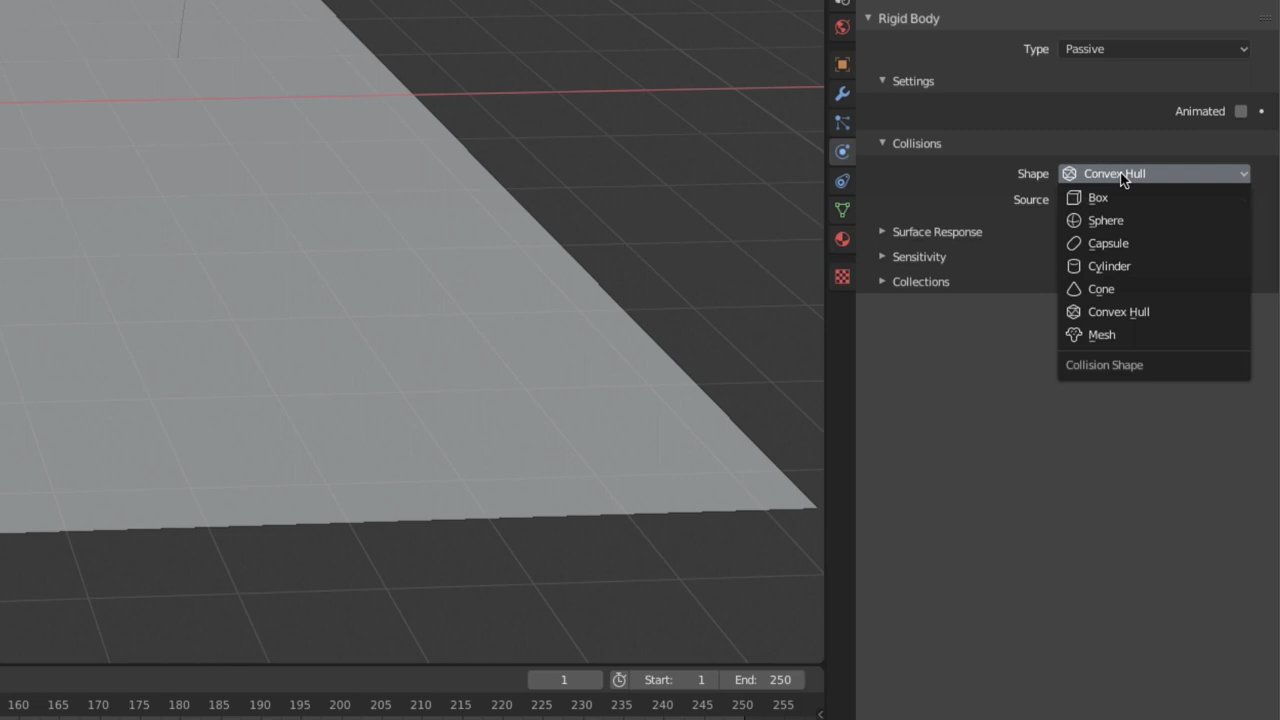 Rigid Body
Type Passive
Settings
Animated
Collisions
Shape Convex Hull
Source
Box
Sphere
Capsule
Cylinder
Cone
Convex Hull
Mesh
Collision Shape
Surface Response
Sensitivity
Collections
1 Start: 1 End: 250
160 165 170 175 180 185 190 195 200 205 210 215 220 225 230 235 240 245 250 255